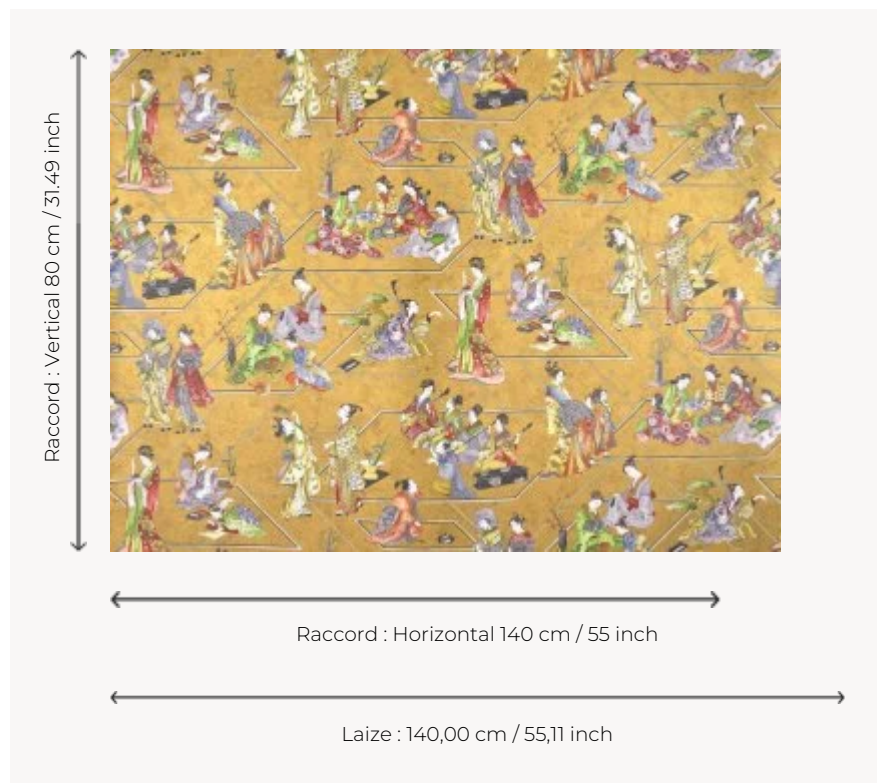 Raccord : Vertical 80 cm / 31.49 inch
Raccord : Horizontal 140 cm / 55 inch
Laize : 140,00 cm / 55,11 inch